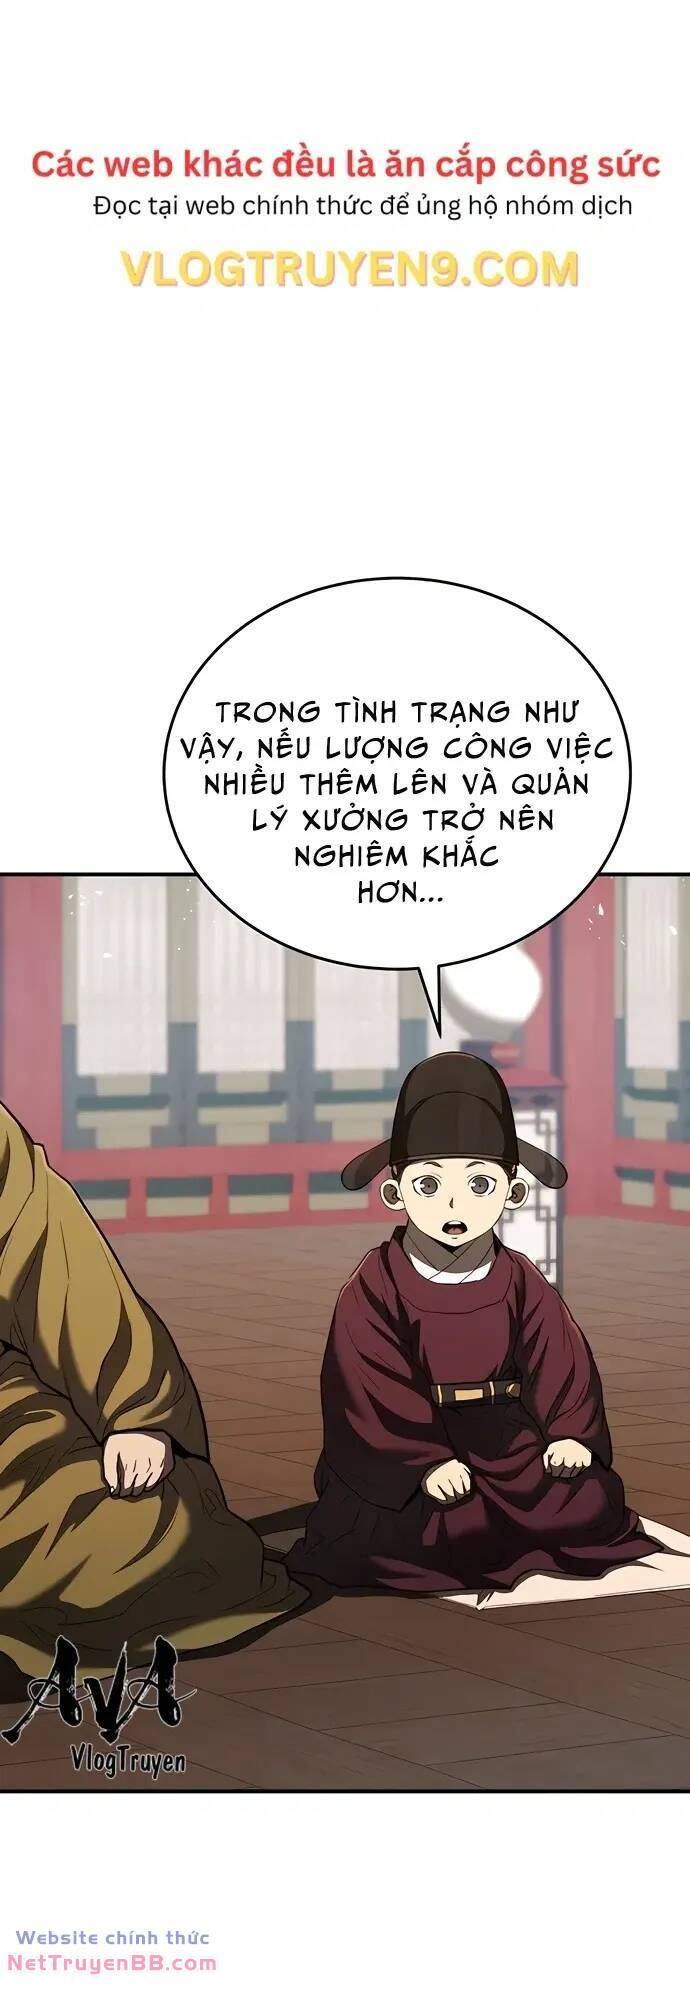 Các web khác đều là ăn cắp công sức
Đọc tại web chính thức để ủng hộ nhóm dịch
VLOGTRUYEN9.COM
TRONG TÌNH TRẠNG NHƯ
VẬY, NẾU LƯỢNG CÔNG VIỆC
NHIỀU THÊM LÊN VÀ QUẢN
LÝ XƯỞNG TRỞ NÊN
NGHIÊM KHẮC
HƠN...
AVA
VlogTruyen
Website chính thức
NetTruyenBB.com